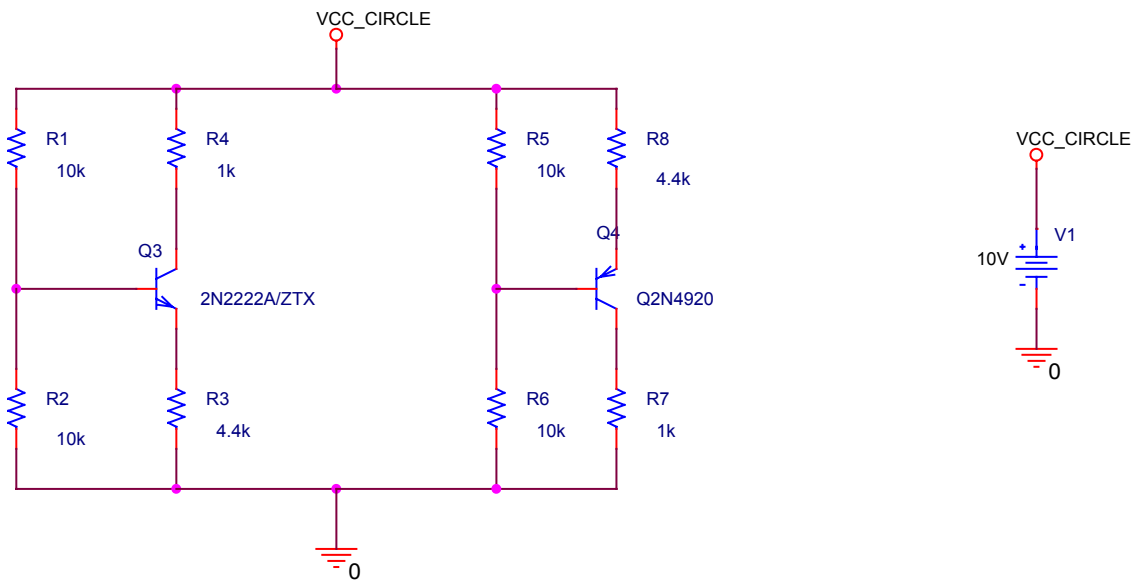 VCC_CIRCLE
R1
10k
R4
1k
R5
10k
R8
4.4k
VCC_CIRCLE
Q3
2N2222A/ZTX
Q4
Q2N4920
+
V1
10V
-
0
R2
10k
R3
4.4k
R6
10k
R7
1k
0